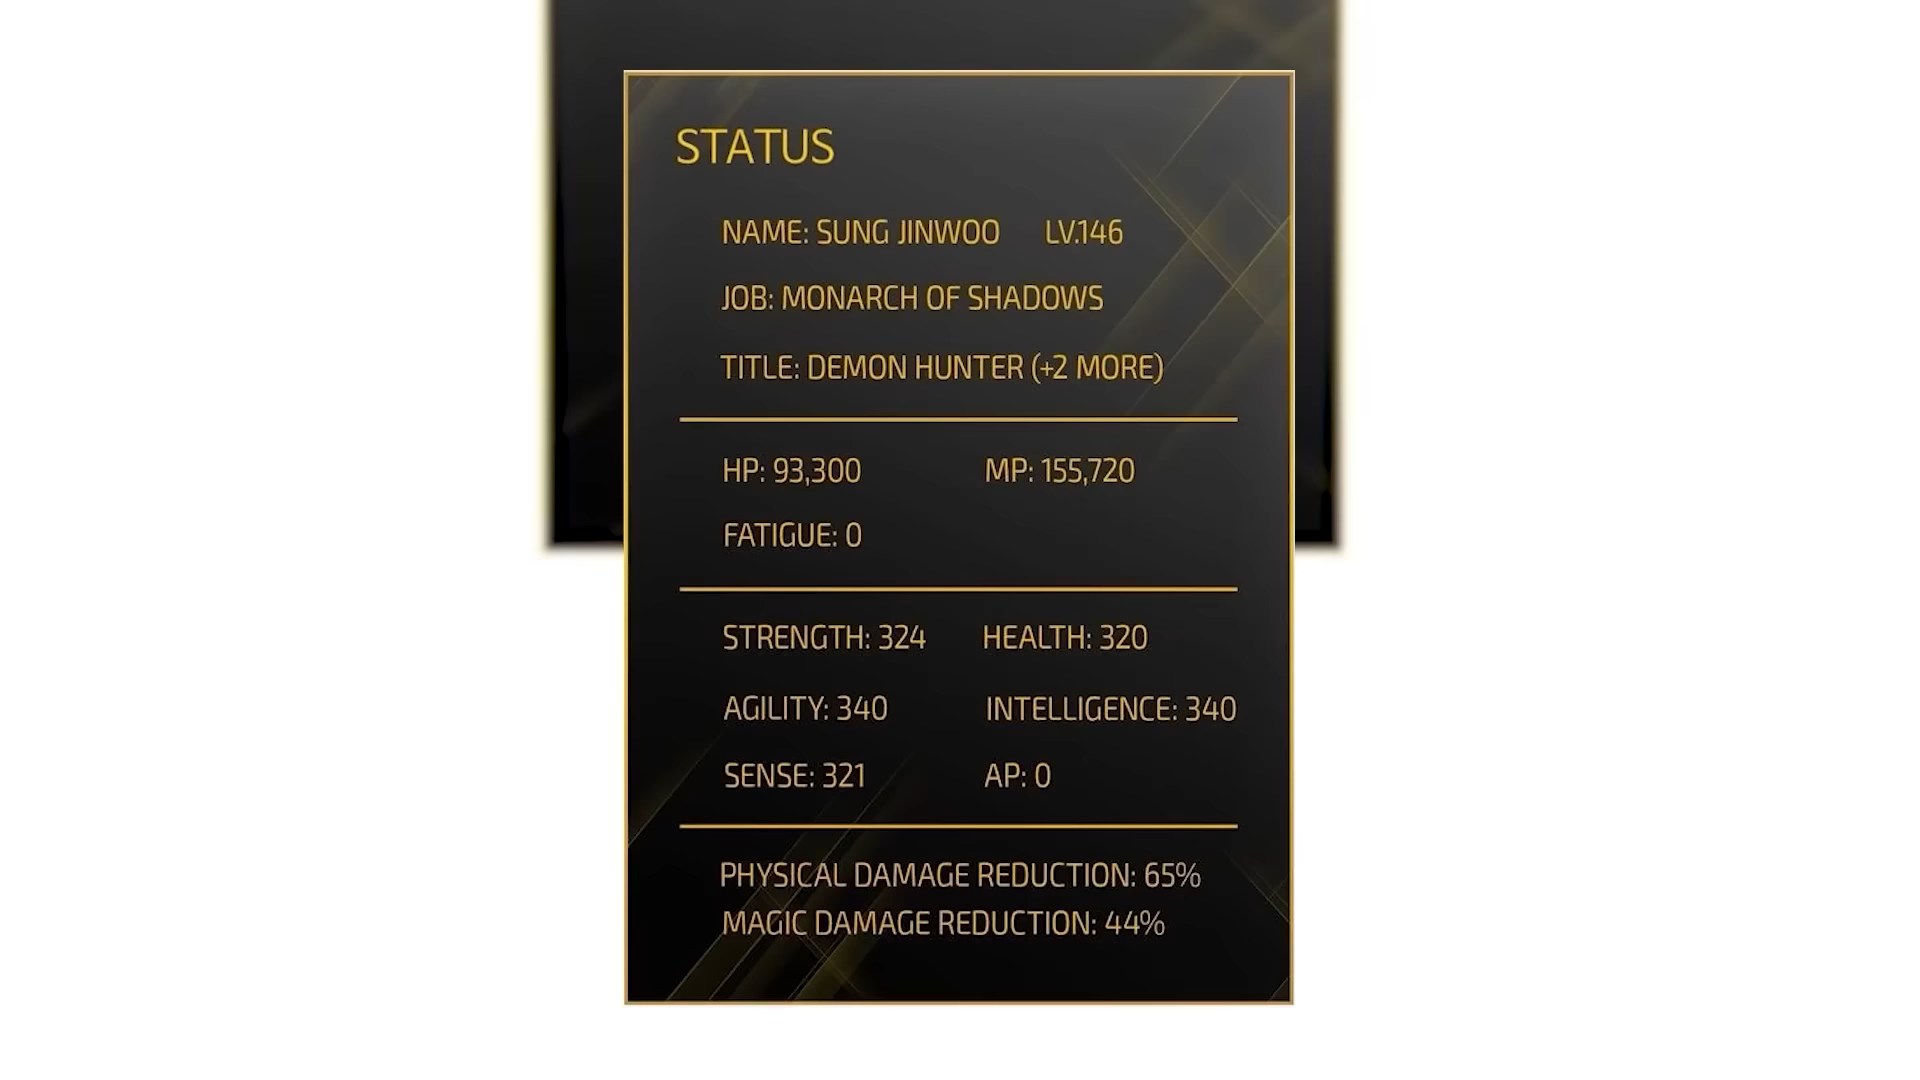 STATUS
NAME: SUNG JINWOO LV.146
JOB: MONARCH OF SHADOWS
TITLE: DEMON HUNTER (+2 MORE)
HP: 93,300 MP: 155,720
FATIGUE: 0
STRENGTH: 324 HEALTH: 320
AGILITY: 340 INTELLIGENCE: 340
SENSE: 321 AP: 0
PHYSICAL DAMAGE REDUCTION: 65%
MAGIC DAMAGE REDUCTION: 44%